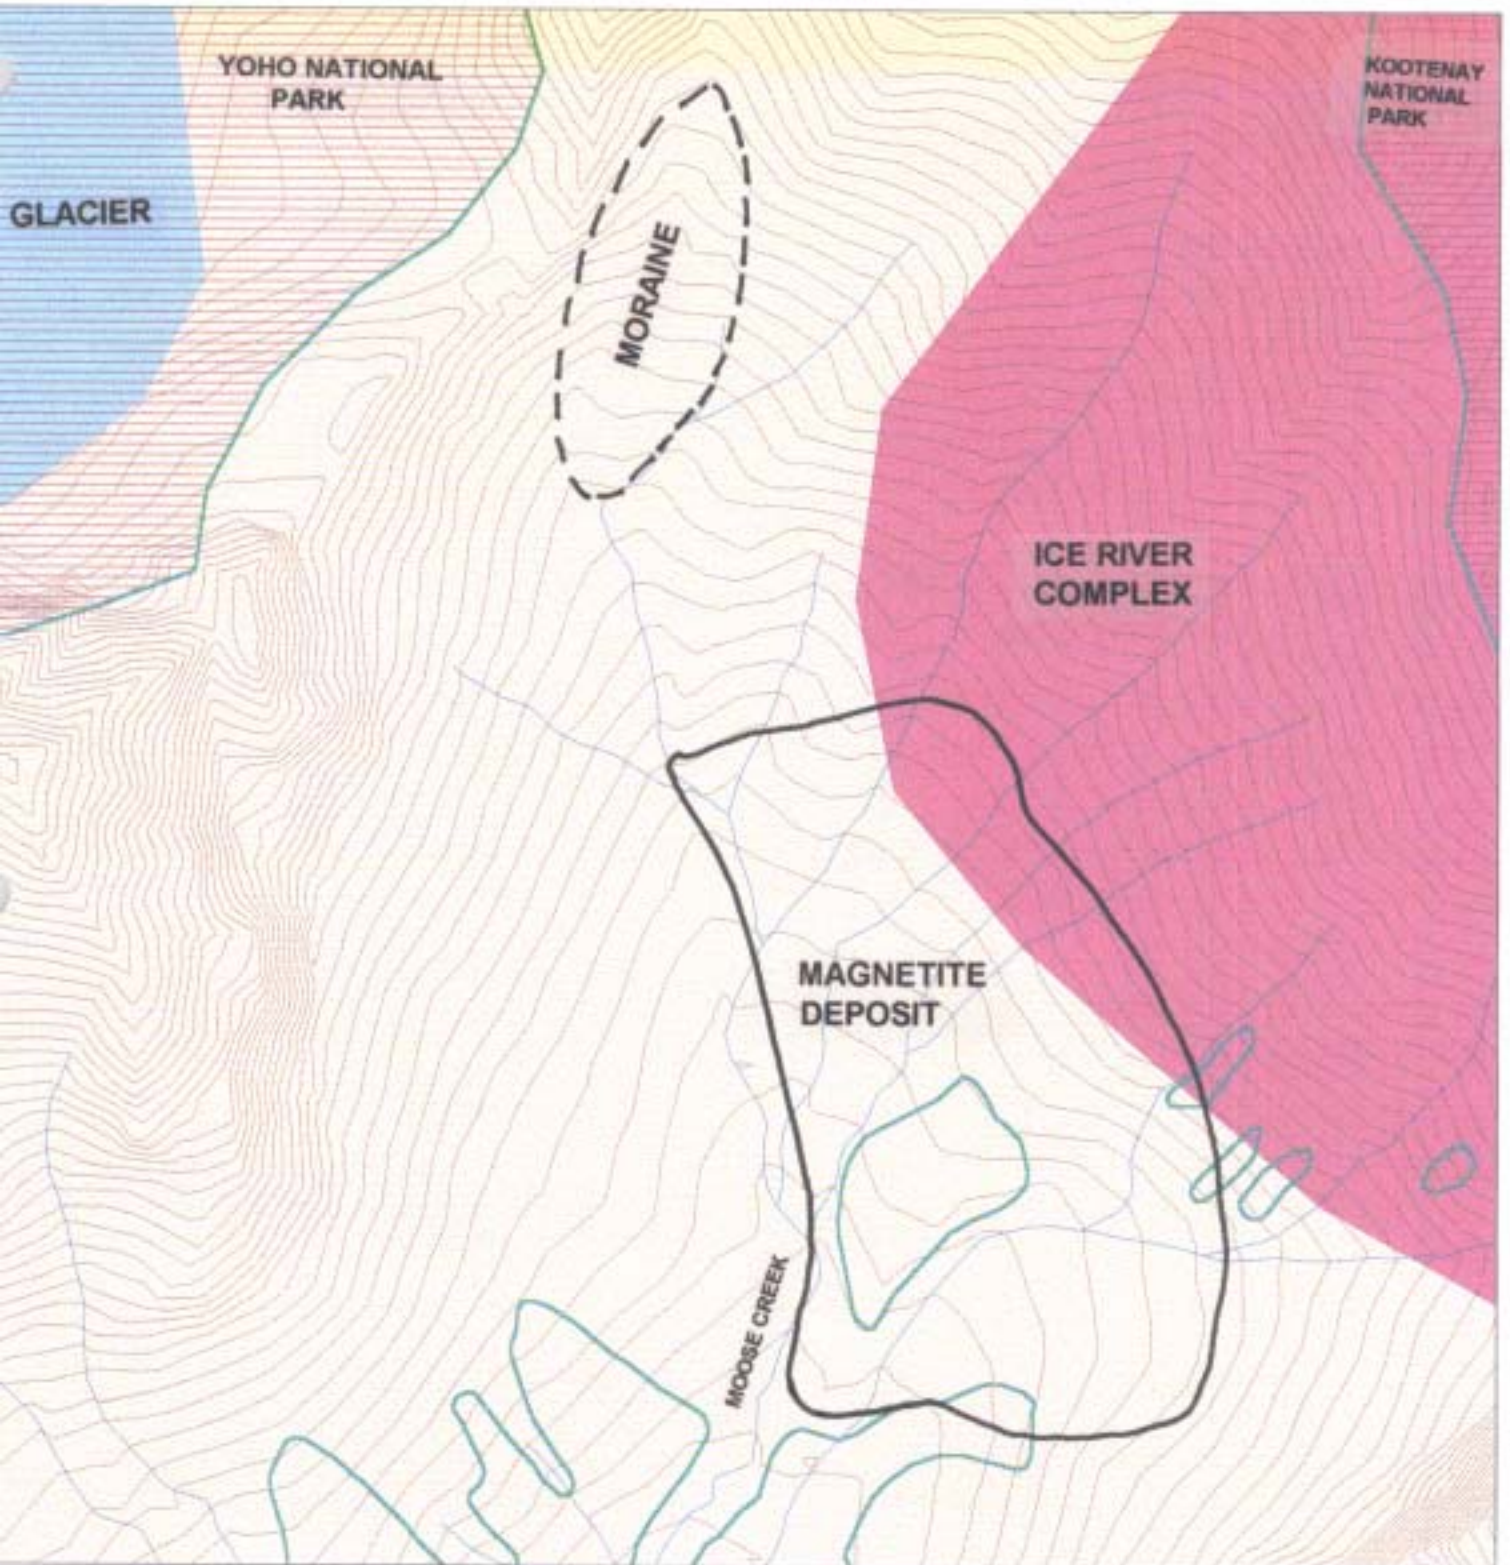 YOHO NATIONAL
PARK
KOOTENAY
NATIONAL
PARK
GLACIER
MORAINE
ICE RIVER
COMPLEX
MAGNETITE
DEPOSIT
MOOSE CREEK